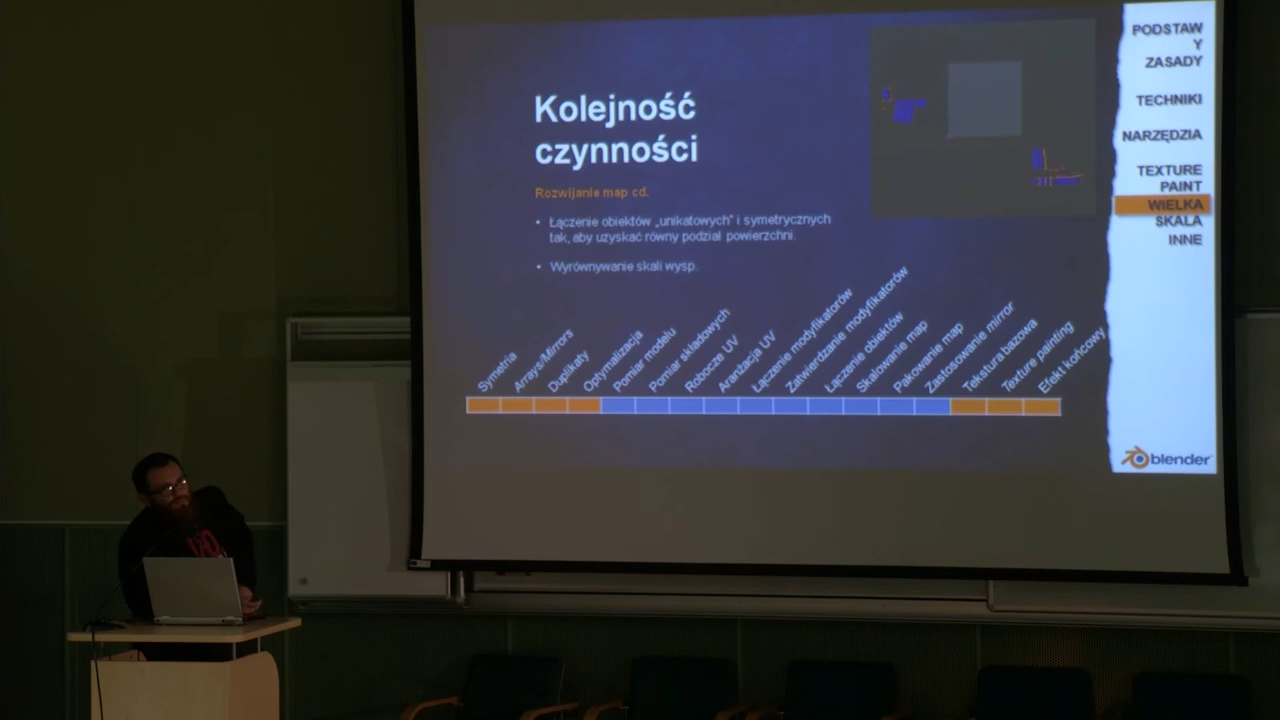 Kolejność
czynności
Rozwijanie map cd.
• Łączenie obiektów „unikatowych” i symetrycznych
tak, aby uzyskać równy podział powierzchni.
• Wyrównywanie skali wysp.
Symetria
Arrays/Mirrors
Duplikaty
Optymalizacja
Pomiar modelu
Pomiar składowych
Robocze UV
Aranżacja UV
Łączenie modyfikatorów
Zatwierdzanie modyfikatorów
Łączenie obiektów
Skalowanie map
Pakowanie map
Zastosowanie mirror
Tekstura bazowa
Texture painting
Efekt końcowy
PODSTAW
Y
ZASADY
TECHNIKI
NARZĘDZIA
TEXTURE
PAINT
WIELKA
SKALA
INNE
blender